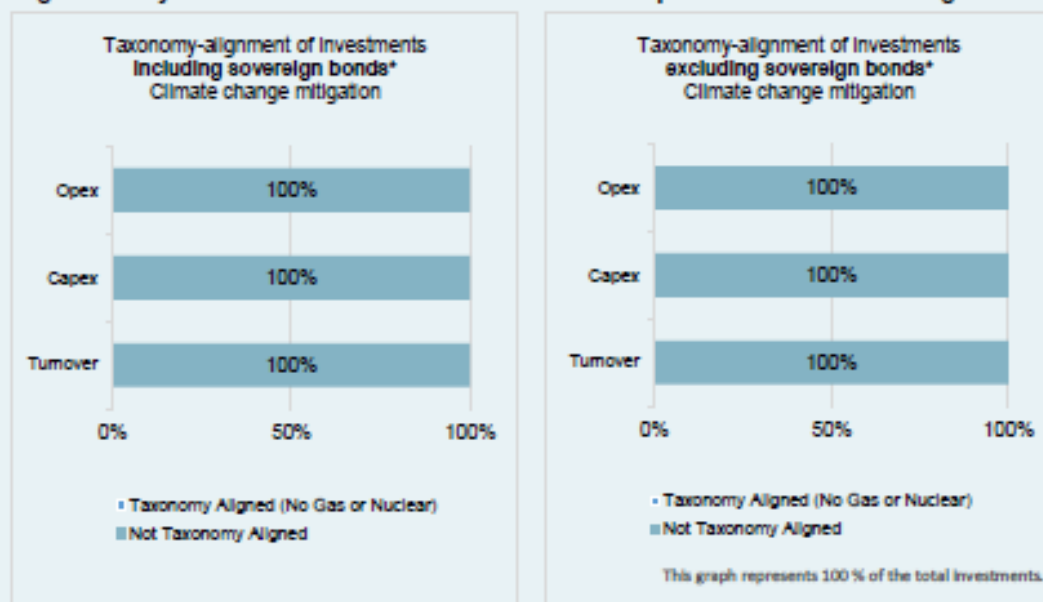 Taxonomy-alignment of Investments
including sovereign bonds*
Climate change mitigation
Opex
100%
Capex
100%
Turnover
100%
0%
50%
100%
Taxonomy Aligned (No Gas or Nuclear)
Not Taxonomy Aligned
Taxonomy-alignment of Investments
excluding sovereign bonds*
Climate change mitigation
Opex
100%
Capex
100%
Turnover
100%
0%
50%
100%
Taxonomy Aligned (No Gas or Nuclear)
Not Taxonomy Aligned
This graph represents 100 % of the total Investments.